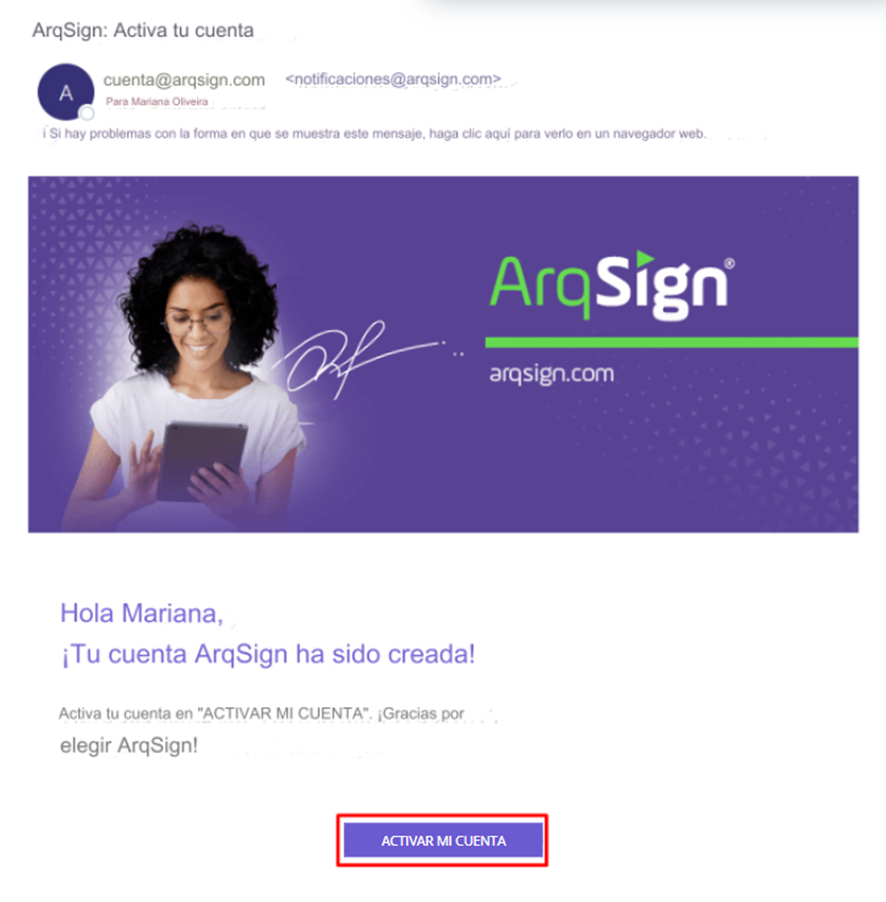 ArqSign: Activa tu cuenta
A
cuenta@arqsign.com <notificaciones@arqsign.com>
Para Mariana Oliveira
i Si hay problemas con la forma en que se muestra este mensaje, haga clic aquí para verlo en un navegador web.
ArqSign®
arqsign.com
Hola Mariana,
¡Tu cuenta ArqSign ha sido creada!
Activa tu cuenta en "ACTIVAR MI CUENTA". ¡Gracias por
elegir ArqSign!
ACTIVAR MI CUENTA